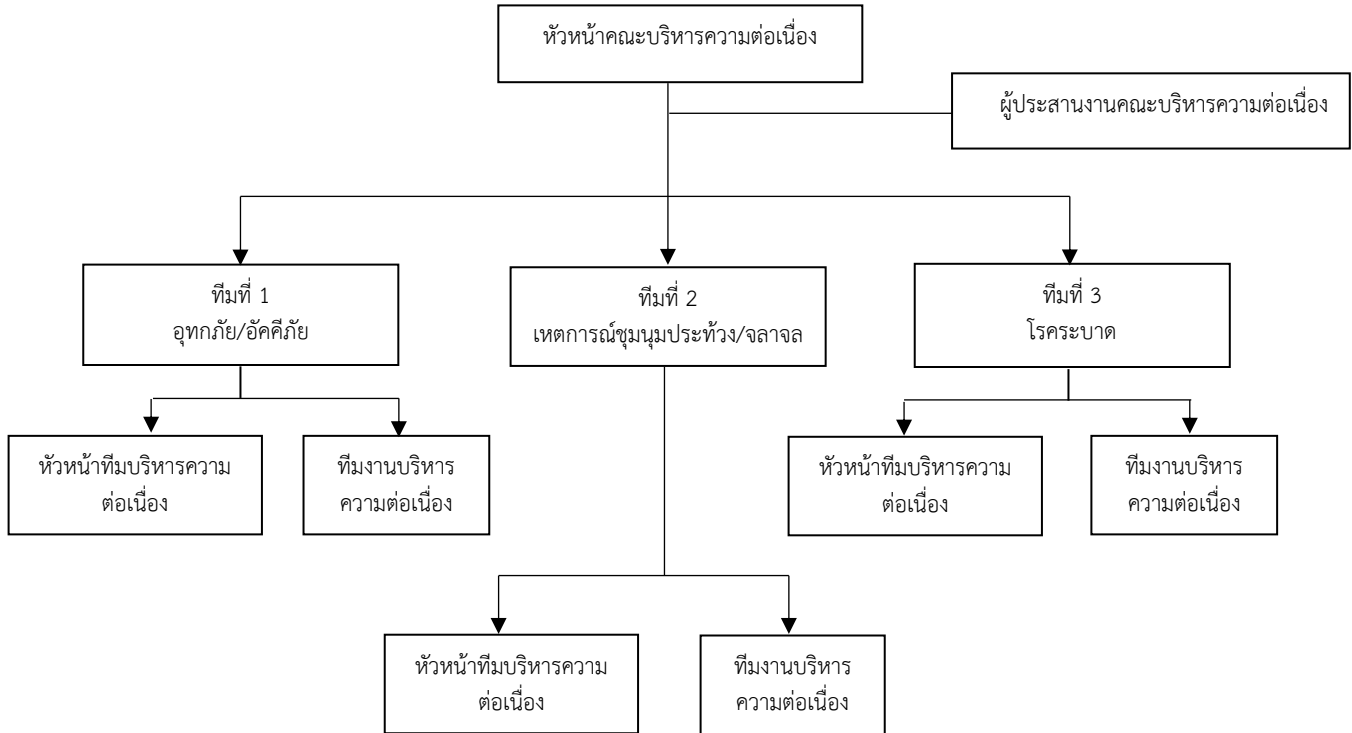 หัวหน้าคณะบริหารความต่อเนื่อง
ผู้ประสานงานคณะบริหารความต่อเนื่อง
ทีมที่ 1
อุทกภัย/อัคคีภัย
ทีมที่ 2
เหตการณ์ชุมนุมประท้วง/จลาจล
ทีมที่ 3
โรคระบาด
หัวหน้าทีมบริหารความ
ต่อเนื่อง
ทีมงานบริหาร
ความต่อเนื่อง
หัวหน้าทีมบริหารความ
ต่อเนื่อง
ทีมงานบริหาร
ความต่อเนื่อง
หัวหน้าทีมบริหารความ
ต่อเนื่อง
ทีมงานบริหาร
ความต่อเนื่อง